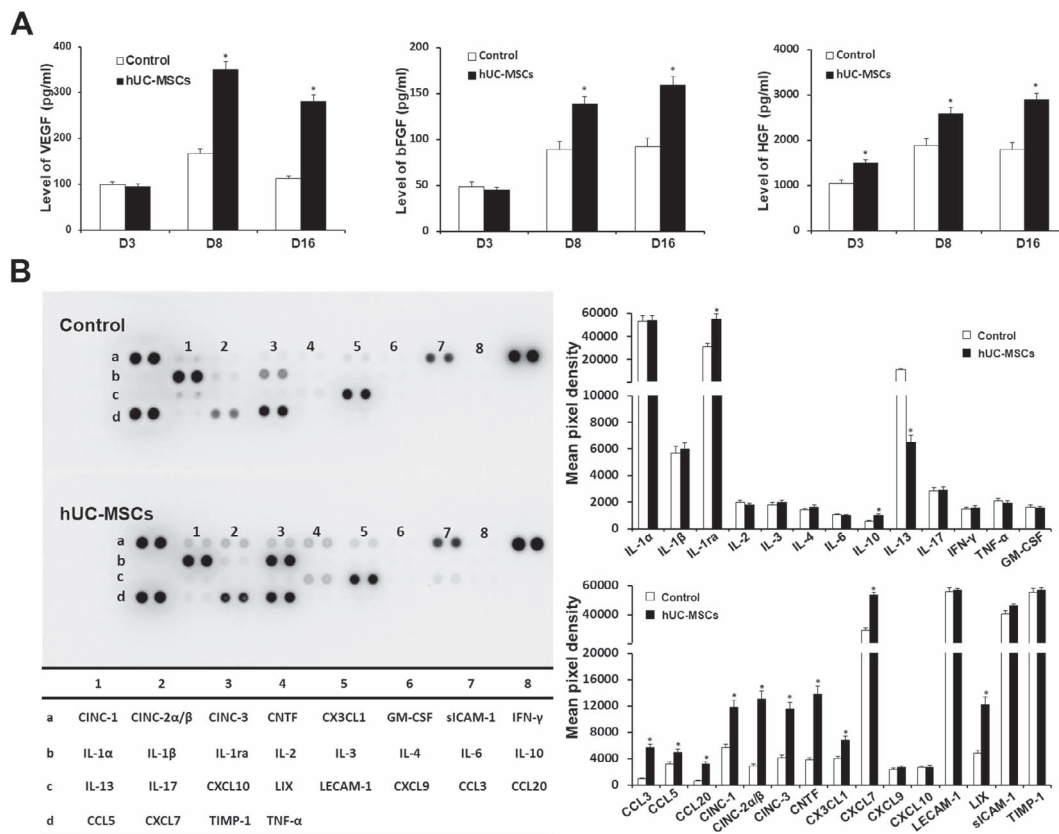 A
Level of VEGF (pg/ml)
400
300
200
100
0
Control
hUC-MSCs
*
*
D3 D8 D16
Level of bFGF (pg/ml)
200
150
100
50
0
Control
hUC-MSCs
*
*
D3 D8 D16
Level of HGF (pg/ml)
4000
3000
2000
1000
0
Control
hUC-MSCs
*
*
*
D3 D8 D16
B
Control
1 2 3 4 5 6 7 8
a
b
c
d
hUC-MSCs
1 2 3 4 5 6 7 8
a
b
c
d
1 2 3 4 5 6 7 8
a CINC-1 CINC-2α/β CINC-3 CNTF CX3CL1 GM-CSF sICAM-1 IFN-γ
b IL-1α IL-1β IL-1ra IL-2 IL-3 IL-4 IL-6 IL-10
c IL-13 IL-17 CXCL10 LIX LECAM-1 CXCL9 CCL3 CCL20
d CCL5 CXCL7 TIMP-1 TNF-α
Mean pixel density
60000
40000
20000
10000
8000
6000
4000
2000
0
Control
hUC-MSCs
*
*
*
IL-1α IL-1β IL-1ra IL-2 IL-3 IL-4 IL-6 IL-10 IL-13 IL-17 IFN-γ TNF-α GM-CSF
Mean pixel density
60000
40000
20000
16000
12000
8000
4000
0
Control
hUC-MSCs
* * * * * * * * * *
CCL3 CCL5 CCL20 CINC-1 CINC-2α/β CINC-3 CNTF CX3CL1 CXCL7 CXCL9 CXCL10 LECAM-1 LIX sICAM-1 TIMP-1